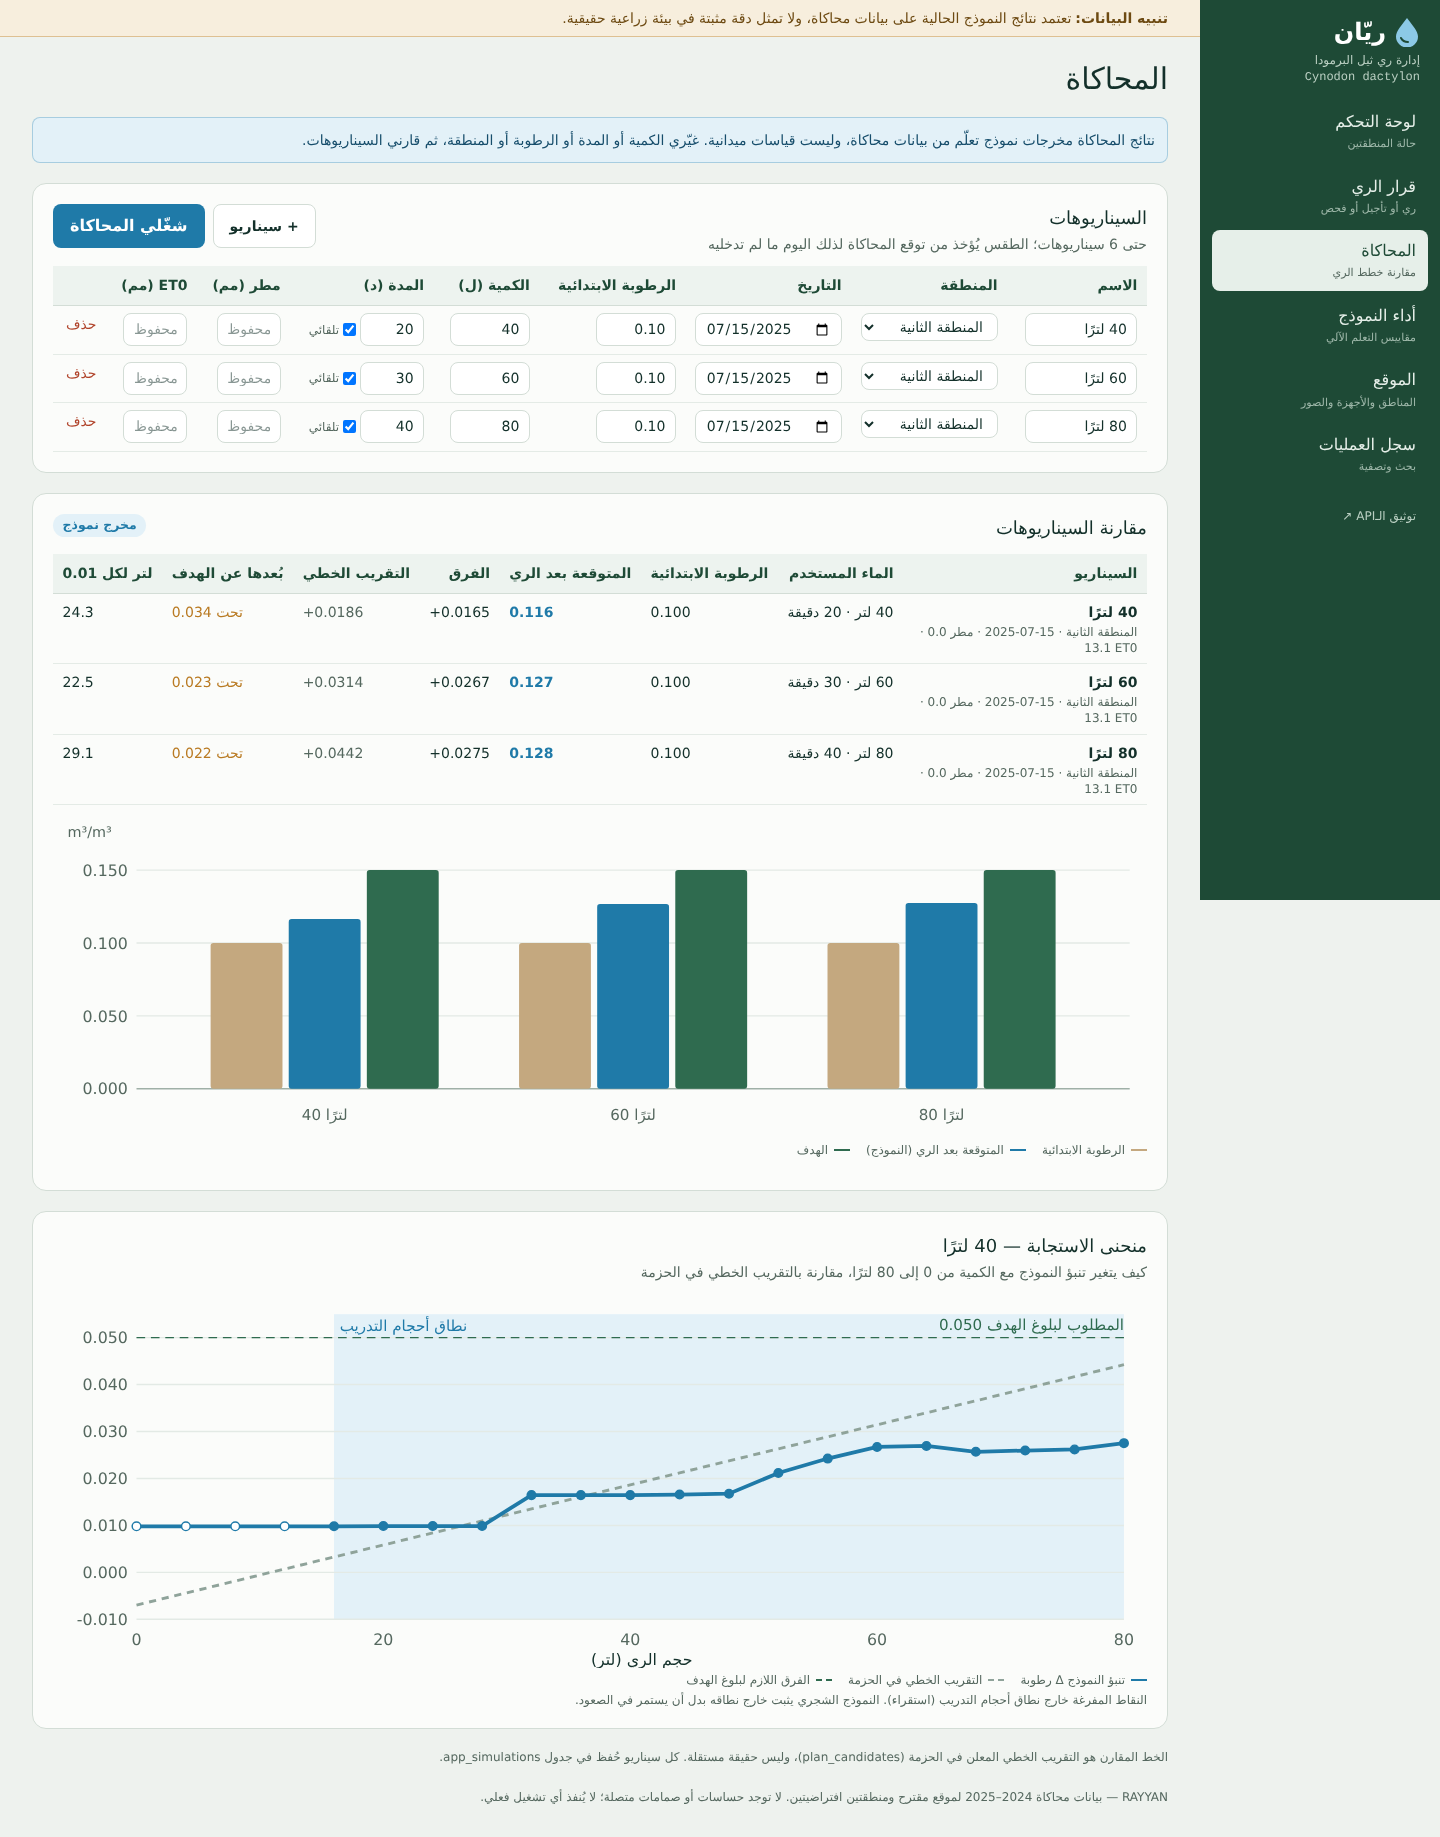 تنبيه البيانات: تعتمد نتائج النموذج الحالية على بيانات محاكاة، ولا تمثل دقة مثبتة في بيئة زراعية حقيقية.
ريّان
إدارة ري ثيل البرمودا
Cynodon dactylon
لوحة التحكم
حالة المنطقتين
قرار الري
ري أو تأجيل أو فحص
المحاكاة
مقارنة خطط الري
أداء النموذج
مقاييس التعلم الآلي
الموقع
المناطق والأجهزة والصور
سجل العمليات
بحث وتصفية
توثيق الـAPI ↗
المحاكاة
نتائج المحاكاة مخرجات نموذج تعلّم من بيانات محاكاة، وليست قياسات ميدانية. غيّري الكمية أو المدة أو الرطوبة أو المنطقة، ثم قارني السيناريوهات.
السيناريوهات
حتى 6 سيناريوهات؛ الطقس يُؤخذ من توقع المحاكاة لذلك اليوم ما لم تدخليه
+ سيناريو
شغّلي المحاكاة
الاسم المنطقة التاريخ الرطوبة الابتدائية الكمية (ل) المدة (د) مطر (مم) ET0 (مم)
40 لترًا المنطقة الثانية 07/15/2025 0.10 40 20 تلقائي محفوظ محفوظ حذف
60 لترًا المنطقة الثانية 07/15/2025 0.10 60 30 تلقائي محفوظ محفوظ حذف
80 لترًا المنطقة الثانية 07/15/2025 0.10 80 40 تلقائي محفوظ محفوظ حذف
مقارنة السيناريوهات
مخرج نموذج
السيناريو الماء المستخدم الرطوبة الابتدائية المتوقعة بعد الري الفرق التقريب الخطي بُعدها عن الهدف لتر لكل 0.01
40 لترًا 40 لتر · 20 دقيقة 0.100 0.116 +0.0165 +0.0186 تحت 0.034 24.3
المنطقة الثانية · 2025-07-15 · مطر 0.0 ·
13.1 ET0
60 لترًا 60 لتر · 30 دقيقة 0.100 0.127 +0.0267 +0.0314 تحت 0.023 22.5
المنطقة الثانية · 2025-07-15 · مطر 0.0 ·
13.1 ET0
80 لترًا 80 لتر · 40 دقيقة 0.100 0.128 +0.0275 +0.0442 تحت 0.022 29.1
المنطقة الثانية · 2025-07-15 · مطر 0.0 ·
13.1 ET0
m³/m³
0.150
0.100
0.050
0.000
40 لترًا
60 لترًا
80 لترًا
الرطوبة الابتدائية المتوقعة بعد الري (النموذج) الهدف
منحنى الاستجابة — 40 لترًا
كيف يتغير تنبؤ النموذج مع الكمية من 0 إلى 80 لترًا، مقارنة بالتقريب الخطي في الحزمة
نطاق أحجام التدريب
المطلوب لبلوغ الهدف 0.050
0.050
0.040
0.030
0.020
0.010
0.000
-0.010
0 20 40 60 80
حجم الري (لتر)
تنبؤ النموذج Δ رطوبة التقريب الخطي في الحزمة الفرق اللازم لبلوغ الهدف
النقاط المفرغة خارج نطاق أحجام التدريب (استقراء). النموذج الشجري يثبت خارج نطاقه بدل أن يستمر في الصعود.
الخط المقارن هو التقريب الخطي المعلن في الحزمة (plan_candidates)، وليس حقيقة مستقلة. كل سيناريو حُفظ في جدول app_simulations.
RAYYAN — بيانات محاكاة 2024–2025 لموقع مقترح ومنطقتين افتراضيتين. لا توجد حساسات أو صمامات متصلة؛ لا يُنفذ أي تشغيل فعلي.